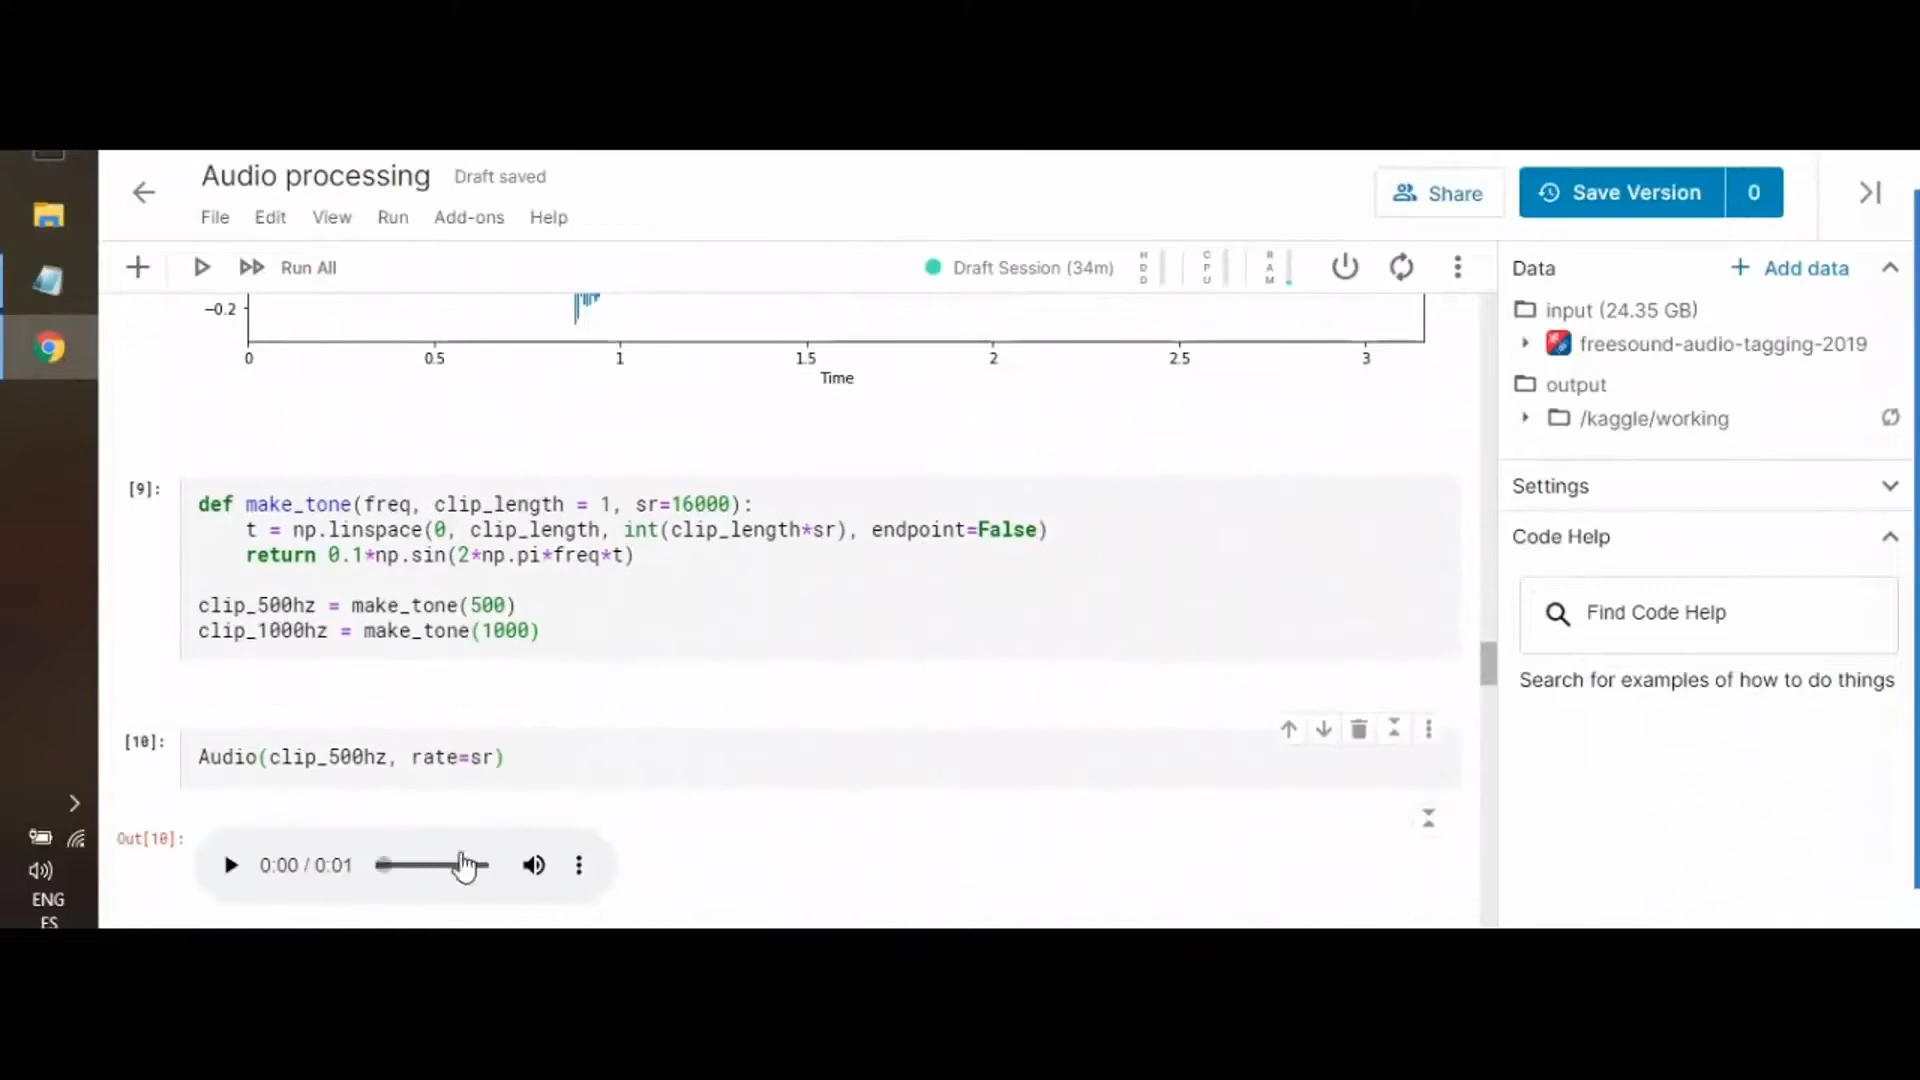 Audio processing Draft saved
File Edit View Run Add-ons Help
Share
Save Version 0
Run All
Draft Session (34m)
HDD
CPU
RAM
−0.2
0 0.5 1 1.5 2 2.5 3
Time
[9]:
def make_tone(freq, clip_length = 1, sr=16000):
    t = np.linspace(0, clip_length, int(clip_length*sr), endpoint=False)
    return 0.1*np.sin(2*np.pi*freq*t)
clip_500hz = make_tone(500)
clip_1000hz = make_tone(1000)
[10]:
Audio(clip_500hz, rate=sr)
Out[10]:
0:00 / 0:01
Data
+ Add data
input (24.35 GB)
freesound-audio-tagging-2019
output
/kaggle/working
Settings
Code Help
Find Code Help
Search for examples of how to do things
ENG
ES